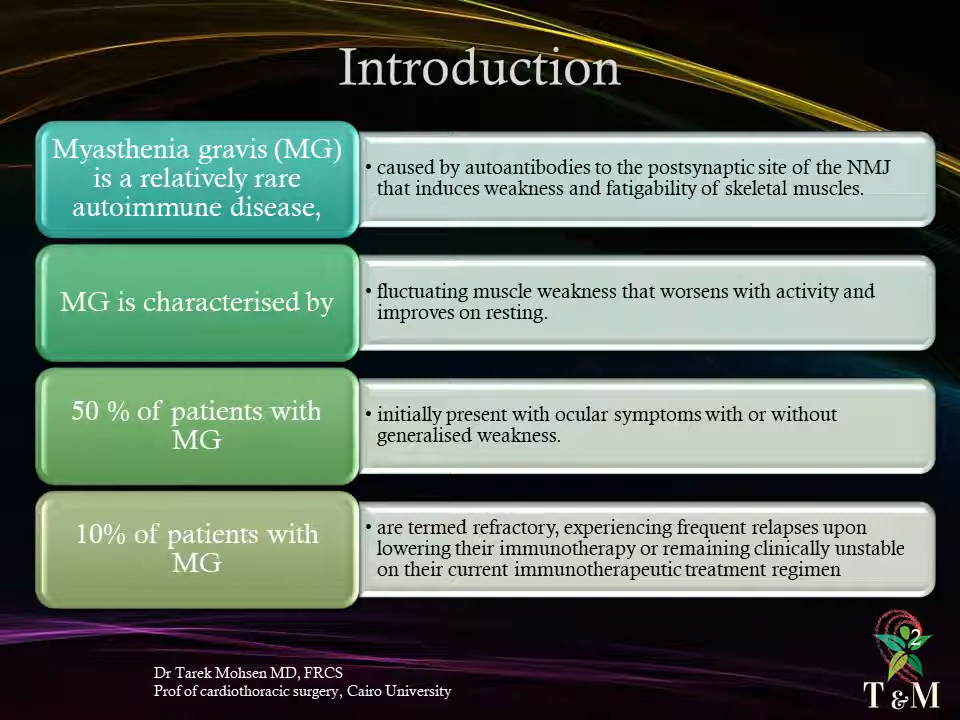 Introduction
Myasthenia gravis (MG)
is a relatively rare
autoimmune disease,
• caused by autoantibodies to the postsynaptic site of the NMJ
that induces weakness and fatigability of skeletal muscles.
MG is characterised by
• fluctuating muscle weakness that worsens with activity and
improves on resting.
50 % of patients with
MG
• initially present with ocular symptoms with or without
generalised weakness.
10% of patients with
MG
• are termed refractory, experiencing frequent relapses upon
lowering their immunotherapy or remaining clinically unstable
on their current immunotherapeutic treatment regimen
2
Dr Tarek Mohsen MD, FRCS
Prof of cardiothoracic surgery, Cairo University
T & M